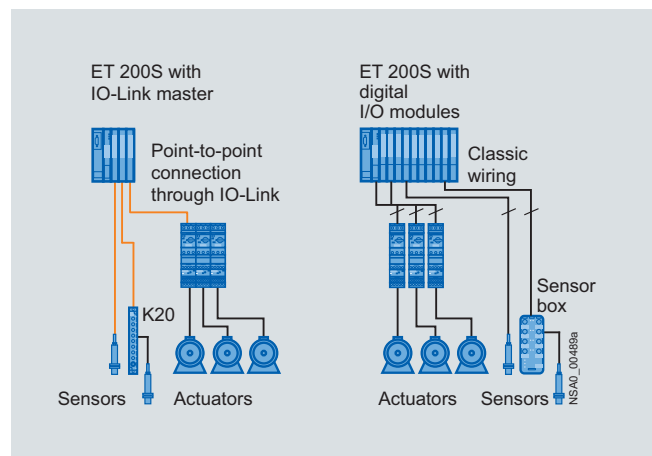 ET 200S with
IO-Link master
Point-to-point
connection
through IO-Link
K20
Sensors
Actuators
ET 200S with
digital
I/O modules
Classic
wiring
Sensor
box
Actuators
Sensors
NSA0_00489a